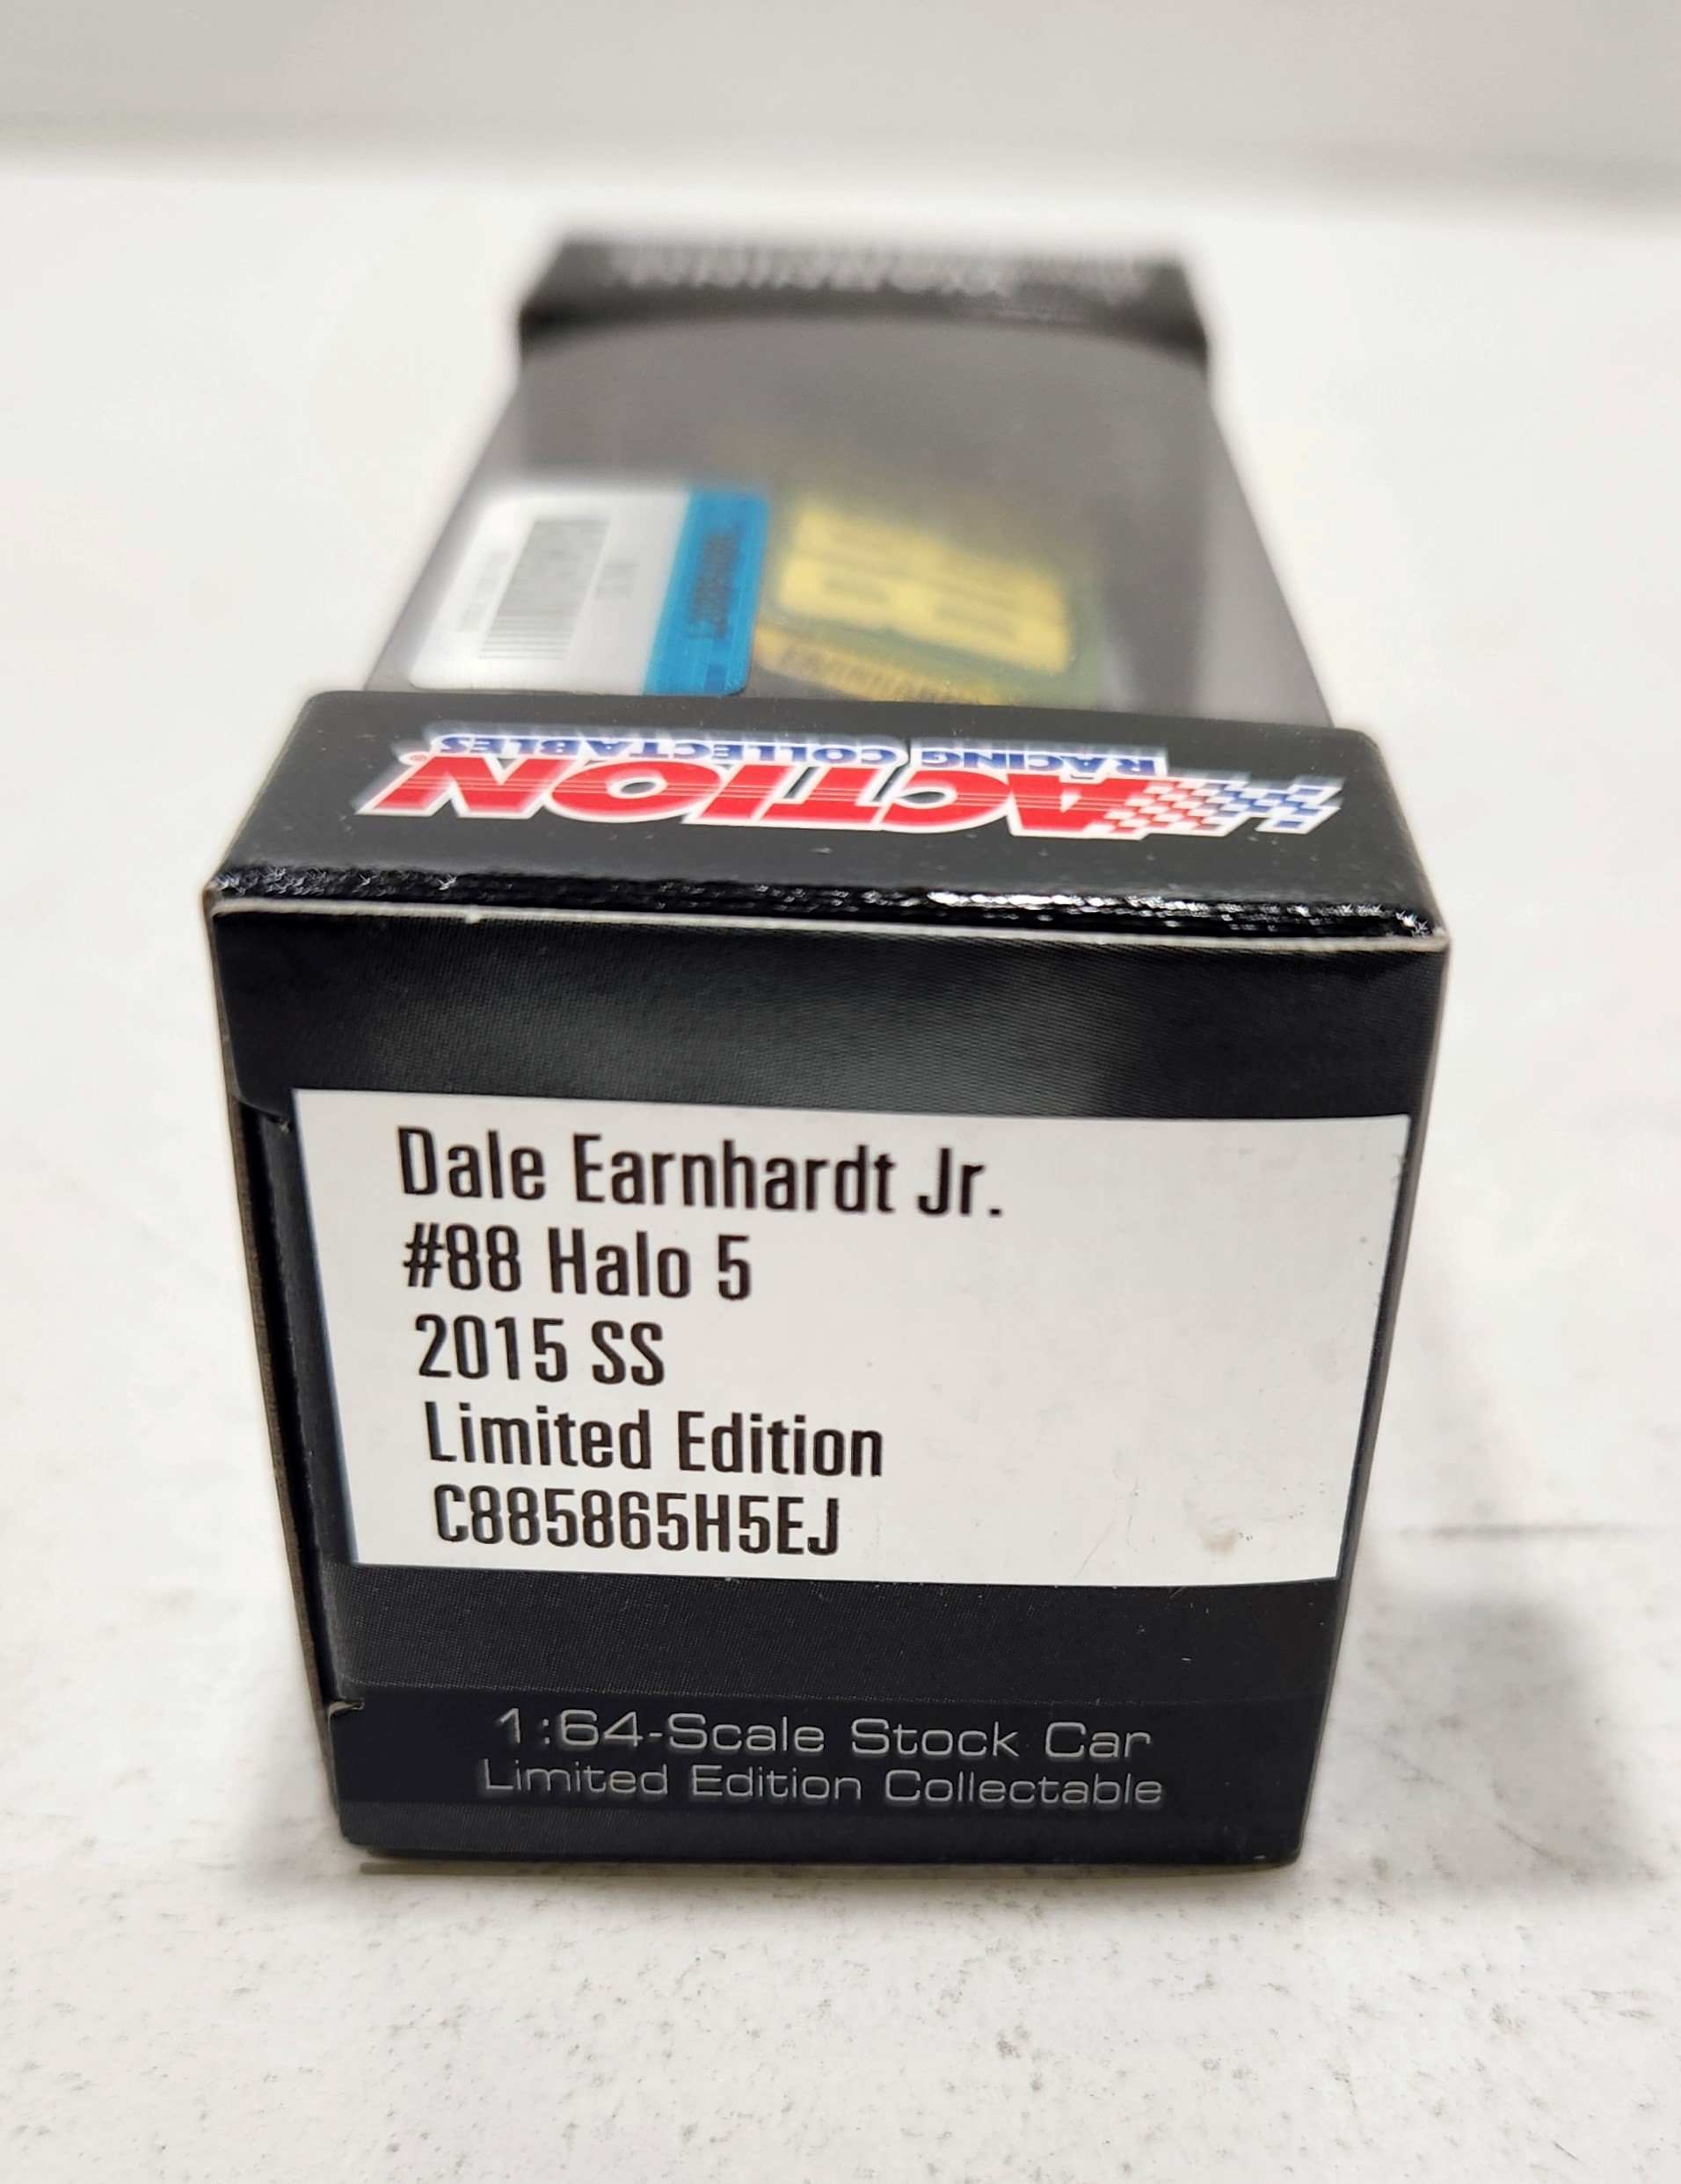 ACTION
RACING COLLECTABLES
Dale Earnhardt Jr.
#88 Halo 5
2015 SS
Limited Edition
C885865H5EJ
1:64-Scale Stock Car
Limited Edition Collectable